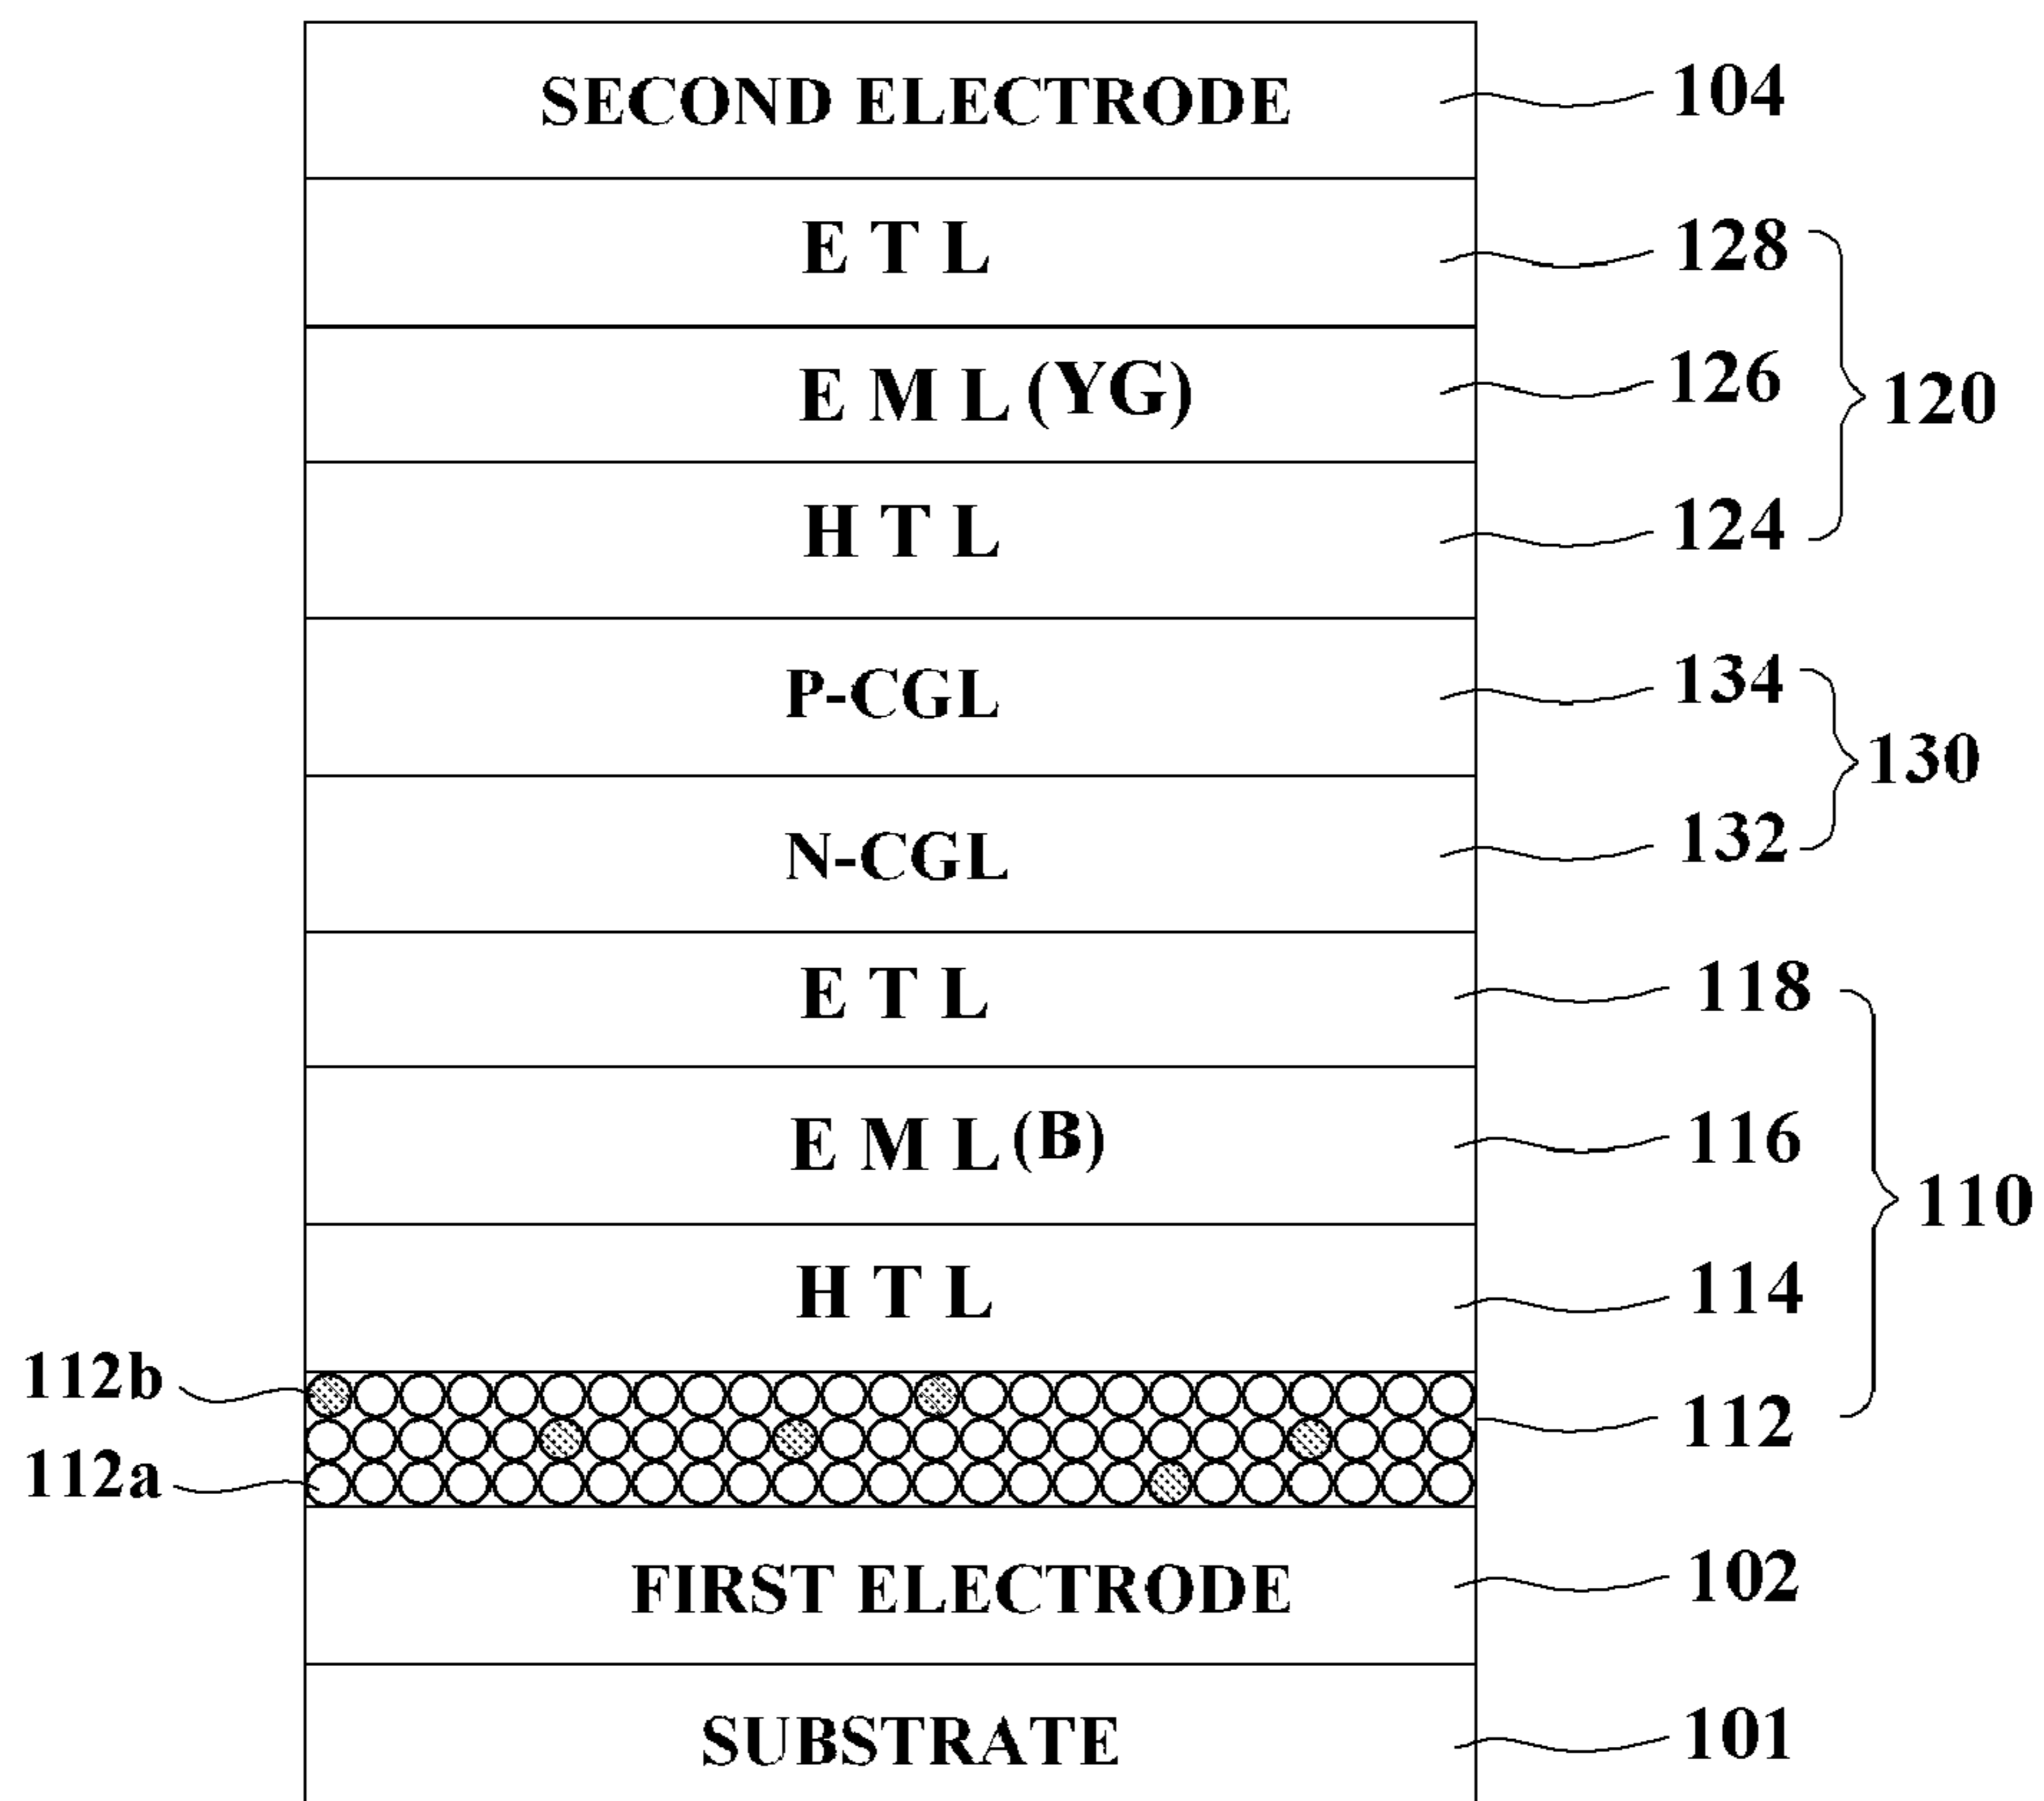 SECOND ELECTRODE 104
E T L 128
E M L (YG) 126
120
H T L 124
P-CGL 134
130
N-CGL 132
E T L 118
E M L (B) 116
110
H T L 114
112b
112
112a
FIRST ELECTRODE 102
SUBSTRATE 101